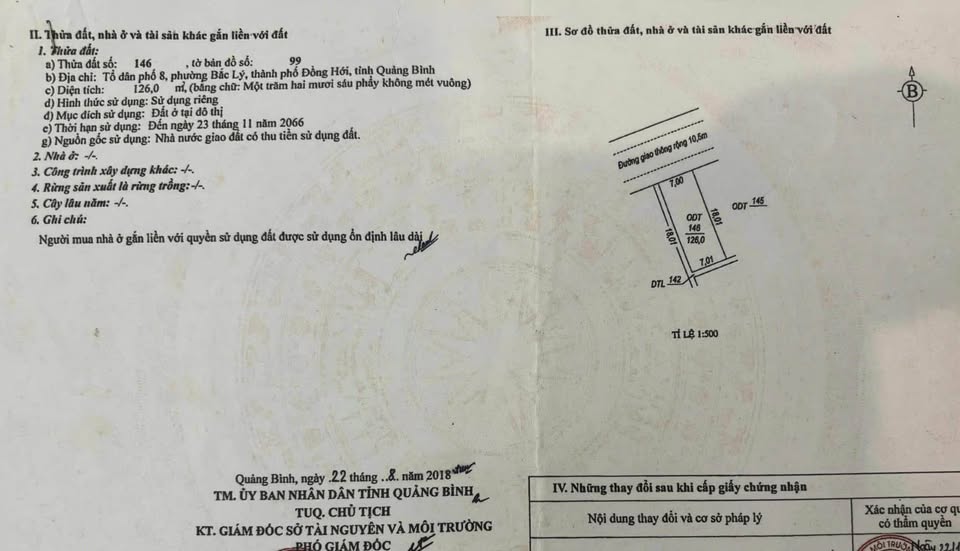 II. Thửa đất, nhà ở và tài sản khác gắn liền với đất
1. Thửa đất:
a) Thửa đất số: 146 , tờ bản đồ số: 99
b) Địa chỉ: Tổ dân phố 8, phường Bắc Lý, thành phố Đồng Hới, tỉnh Quảng Bình
c) Diện tích: 126,0 m², (bằng chữ: Một trăm hai mươi sáu phẩy không mét vuông)
d) Hình thức sử dụng: Sử dụng riêng
đ) Mục đích sử dụng: Đất ở tại đô thị
e) Thời hạn sử dụng: Đến ngày 23 tháng 11 năm 2066
g) Nguồn gốc sử dụng: Nhà nước giao đất có thu tiền sử dụng đất.
2. Nhà ở: -/-.
3. Công trình xây dựng khác: -/-.
4. Rừng sản xuất là rừng trồng: -/-.
5. Cây lâu năm: -/-.
6. Ghi chú:
Người mua nhà ở gắn liền với quyền sử dụng đất được sử dụng ổn định lâu dài
Quảng Bình, ngày 22 tháng 8 năm 2018
TM. ỦY BAN NHÂN DÂN TỈNH QUẢNG BÌNH
TUQ. CHỦ TỊCH
KT. GIÁM ĐỐC SỞ TÀI NGUYÊN VÀ MÔI TRƯỜNG
PHÓ GIÁM ĐỐC
III. Sơ đồ thửa đất, nhà ở và tài sản khác gắn liền với đất
B
Đường giao thông rộng 10,5m
7,00
18,01
ODT 145
ODT
146
126,0
18,01
7,01
DTL 142
TỈ LỆ 1:500
IV. Những thay đổi sau khi cấp giấy chứng nhận
Nội dung thay đổi và cơ sở pháp lý
Xác nhận của cơ qu
có thẩm quyền
MÔI TRƯỜ